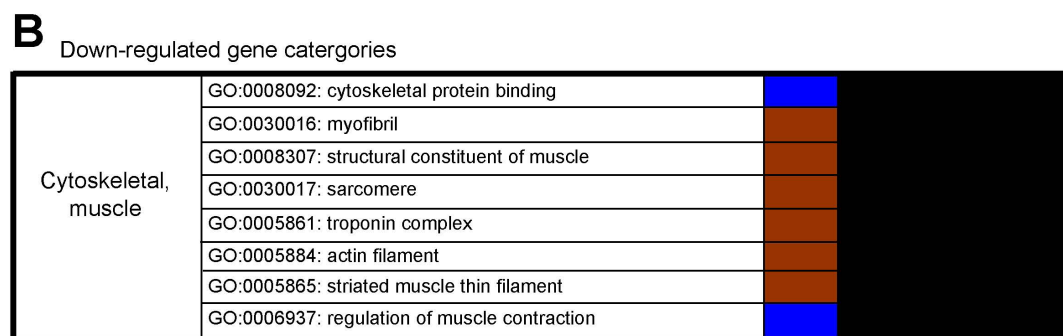 B Down-regulated gene catergories
GO:0008092: cytoskeletal protein binding
GO:0030016: myofibril
GO:0008307: structural constituent of muscle
Cytoskeletal,
muscle
GO:0030017: sarcomere
GO:0005861: troponin complex
GO:0005884: actin filament
GO:0005865: striated muscle thin filament
GO:0006937: regulation of muscle contraction